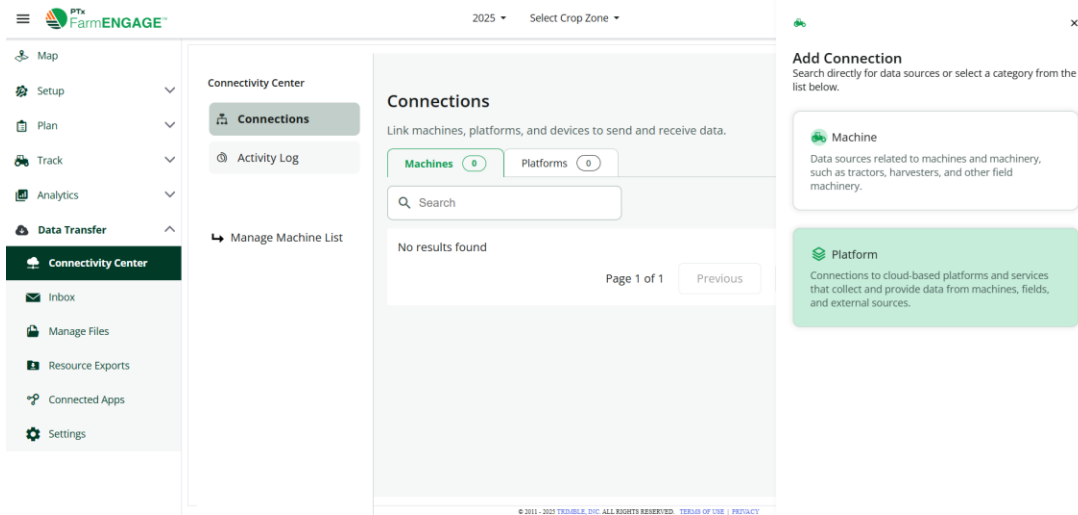 PTx
FarmENGAGE™
2025
Select Crop Zone
Map
Setup
Plan
Track
Analytics
Data Transfer
Connectivity Center
Inbox
Manage Files
Resource Exports
Connected Apps
Settings
Connectivity Center
Connections
Activity Log
Manage Machine List
Connections
Link machines, platforms, and devices to send and receive data.
Machines 0
Platforms 0
Search
No results found
Page 1 of 1
Previous
© 2011 - 2025 TRIMBLE, INC. ALL RIGHTS RESERVED. TERMS OF USE | PRIVACY
×
Add Connection
Search directly for data sources or select a category from the
list below.
Machine
Data sources related to machines and machinery,
such as tractors, harvesters, and other field
machinery.
Platform
Connections to cloud-based platforms and services
that collect and provide data from machines, fields,
and external sources.